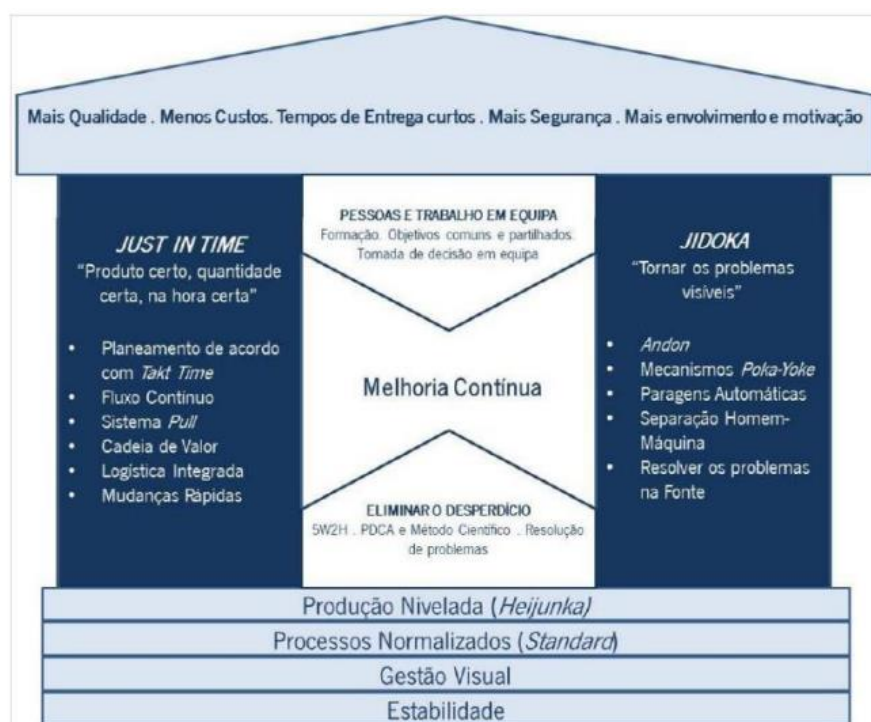 Mais Qualidade . Menos Custos. Tempos de Entrega curtos . Mais Segurança . Mais envolvimento e motivação
JUST IN TIME
"Produto certo, quantidade
certa, na hora certa"
• Planeamento de acordo
com Takt Time
• Fluxo Contínuo
• Sistema Pull
• Cadeia de Valor
• Logística Integrada
• Mudanças Rápidas
PESSOAS E TRABALHO EM EQUIPA
Formação. Objetivos comuns e partilhados.
Tomada de decisão em equipa
Melhoria Contínua
ELIMINAR O DESPERDÍCIO
5W2H . PDCA e Método Científico . Resolução
de problemas
JIDOKA
"Tornar os problemas
visíveis"
• Andon
• Mecanismos Poka-Yoke
• Paragens Automáticas
• Separação Homem-
Máquina
• Resolver os problemas
na Fonte
Produção Nivelada (Heijunka)
Processos Normalizados (Standard)
Gestão Visual
Estabilidade